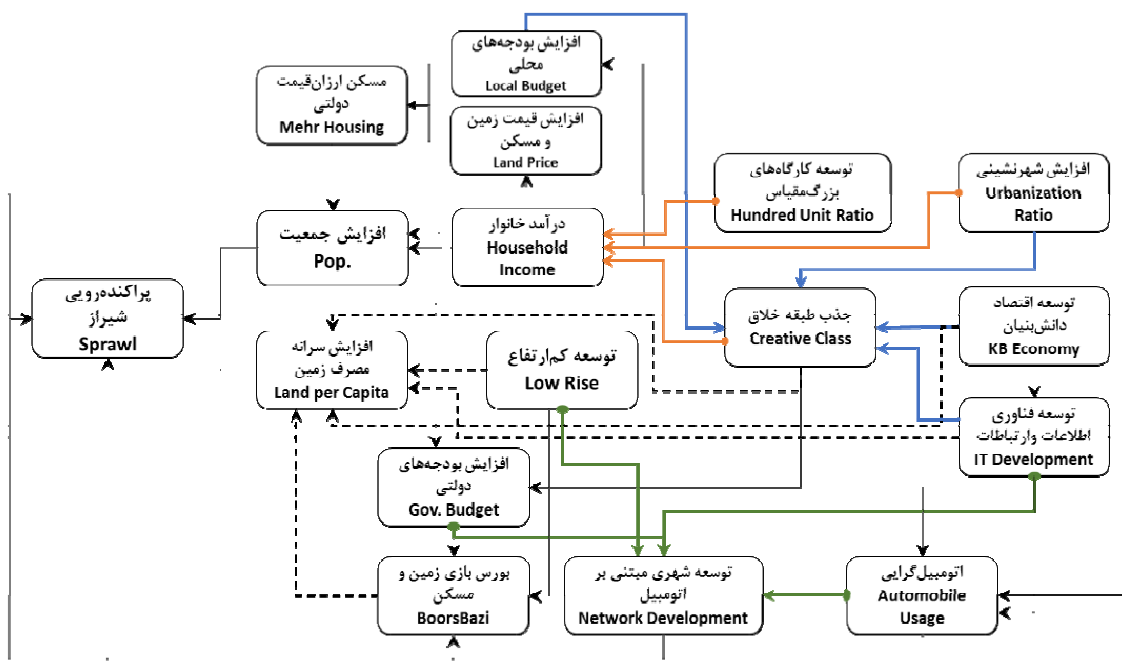 افزایش بودجه‌های
محلی
Local Budget
مسکن ارزان‌قیمت
دولتی
Mehr Housing
افزایش قیمت زمین
و مسکن
Land Price
توسعه کارگاه‌های
بزرگ‌مقیاس
Hundred Unit Ratio
افزایش شهرنشینی
Urbanization
Ratio
درآمد خانوار
Household
Income
افزایش جمعیت
Pop.
پراکنده‌رویی
شیراز
Sprawl
جذب طبقه خلاق
Creative Class
توسعه اقتصاد
دانش‌بنیان
KB Economy
افزایش سرانه
مصرف زمین
Land per Capita
توسعه کم‌ارتفاع
Low Rise
توسعه فناوری
اطلاعات وارتباطات
IT Development
افزایش بودجه‌های
دولتی
Gov. Budget
بورس بازی زمین و
مسکن
BoorsBazi
توسعه شهری مبتنی بر
اتومبیل
Network Development
اتومبیل‌گرایی
Automobile
Usage